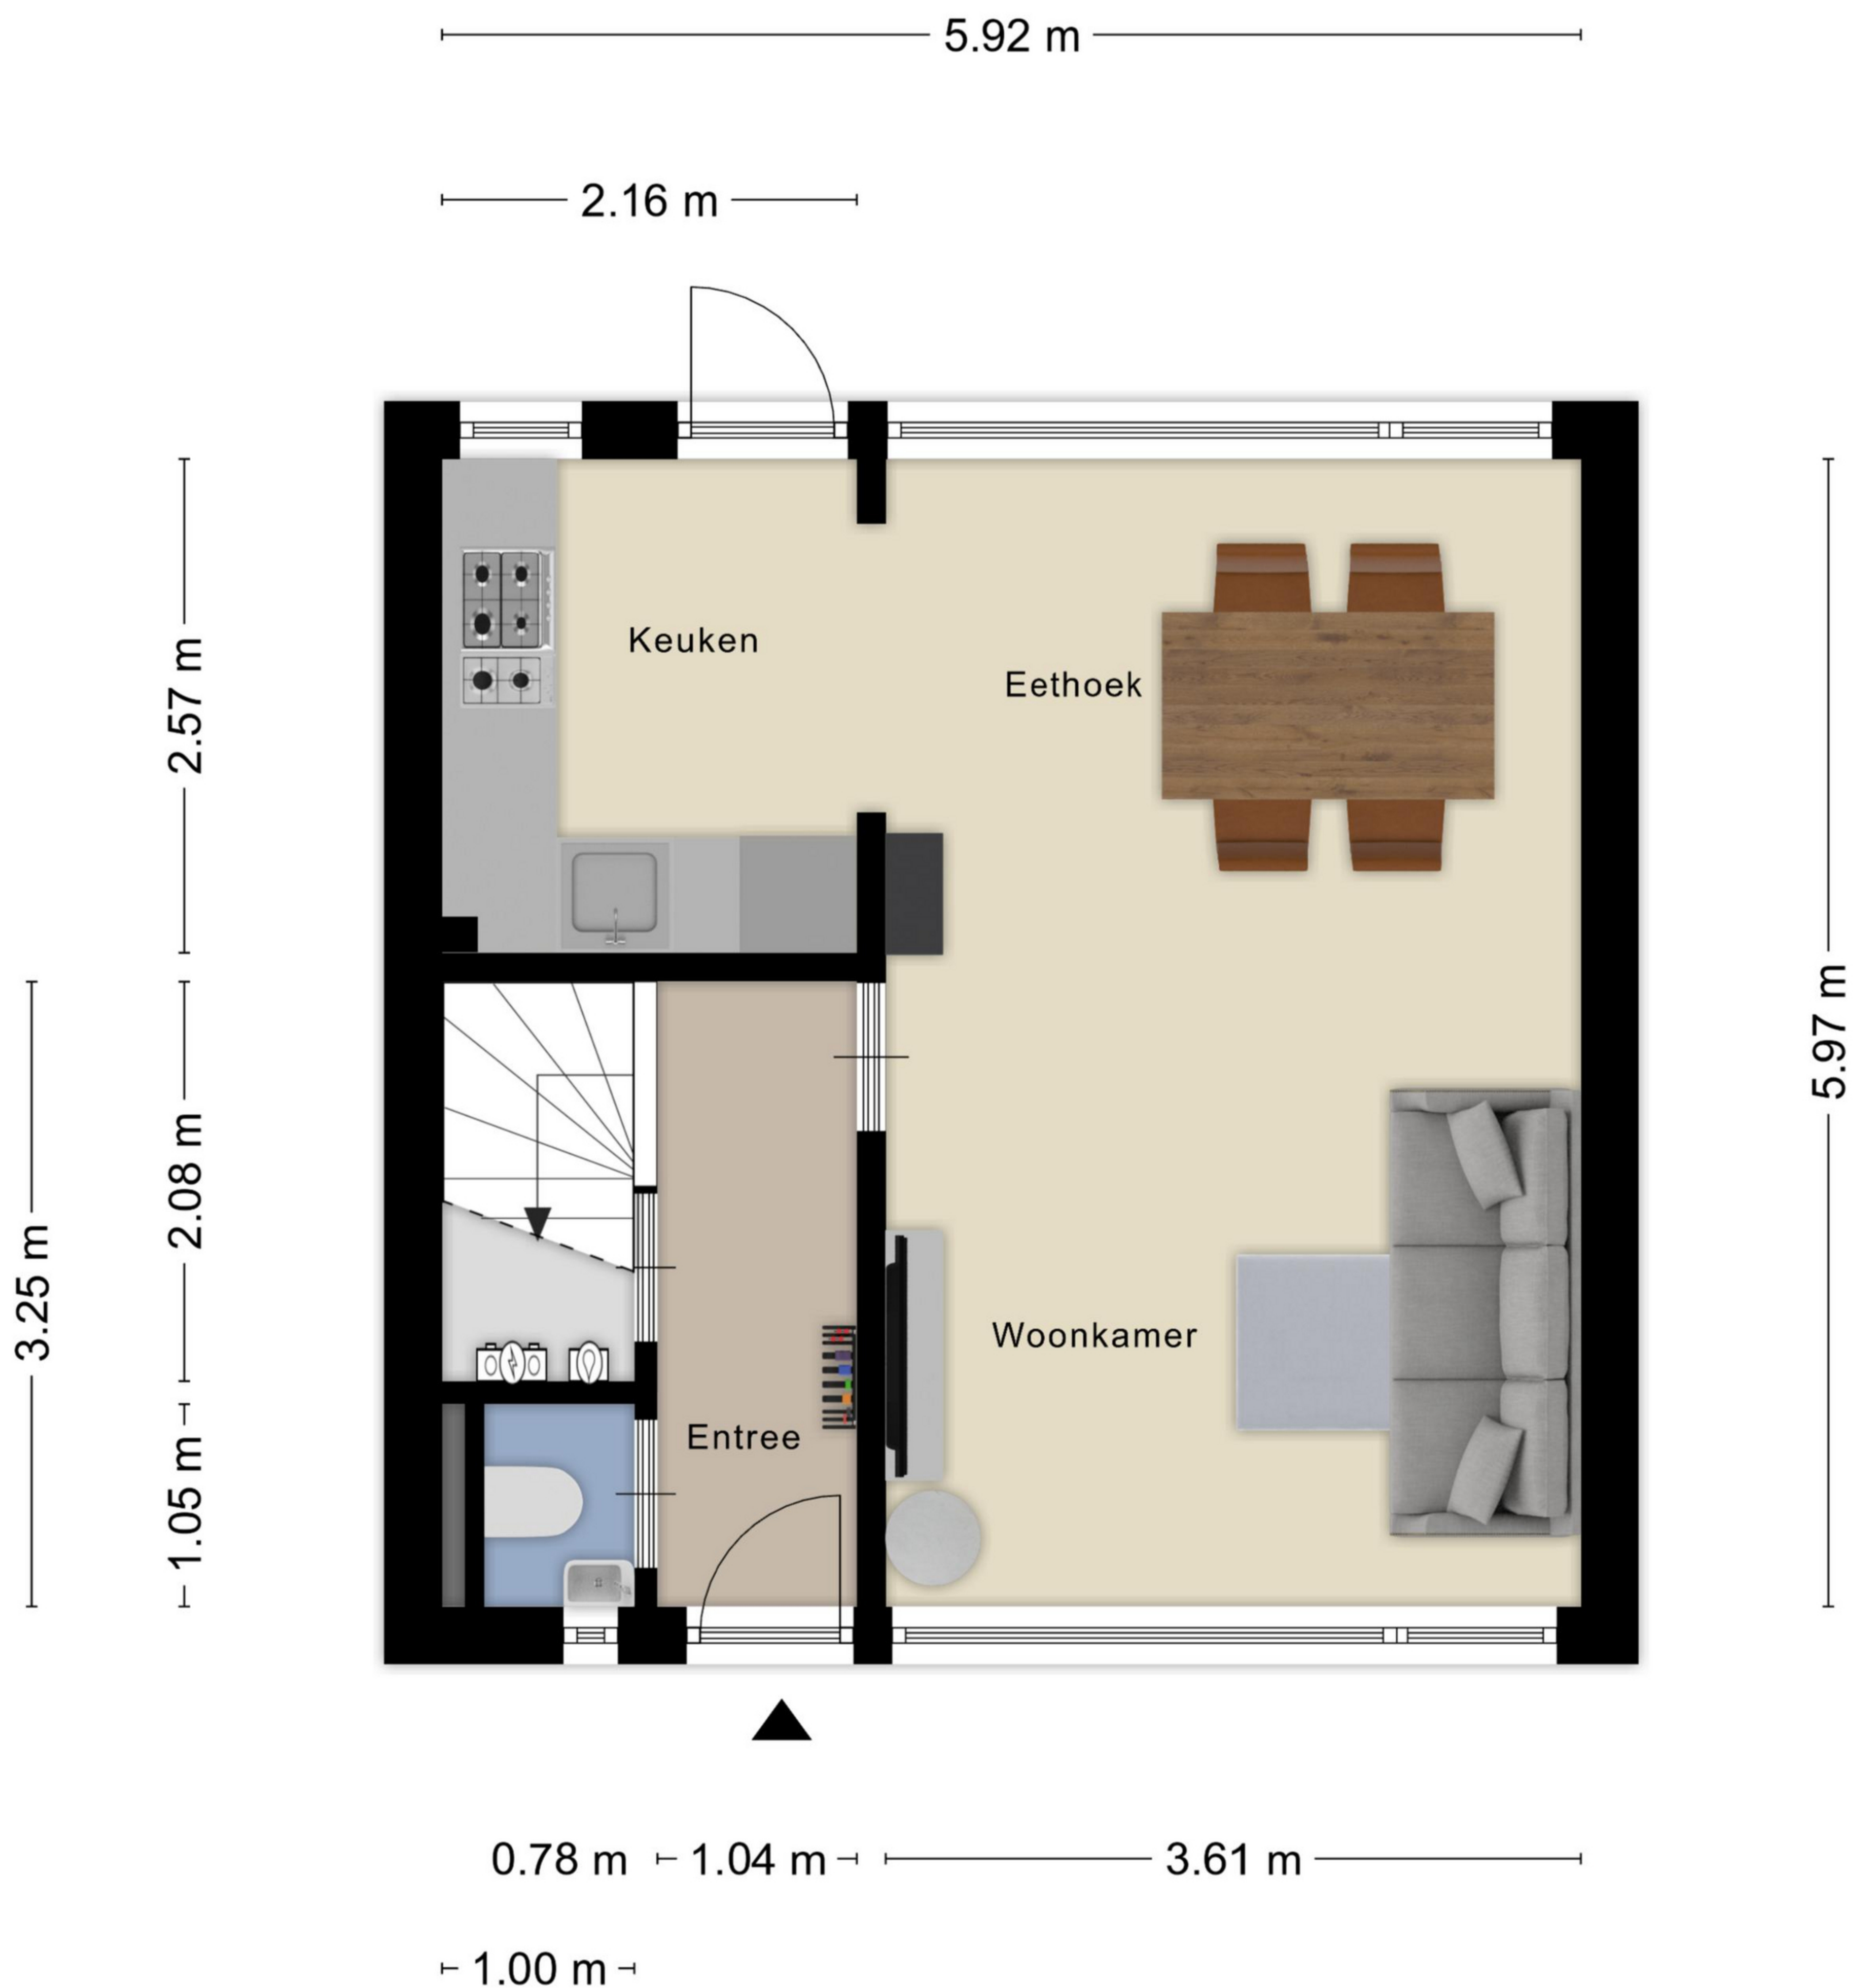 5.92 m
2.16 m
Keuken
Eethoek
2.57 m
5.97 m
2.08 m
3.25 m
Woonkamer
Entree
1.05 m
0.78 m
1.04 m
3.61 m
1.00 m